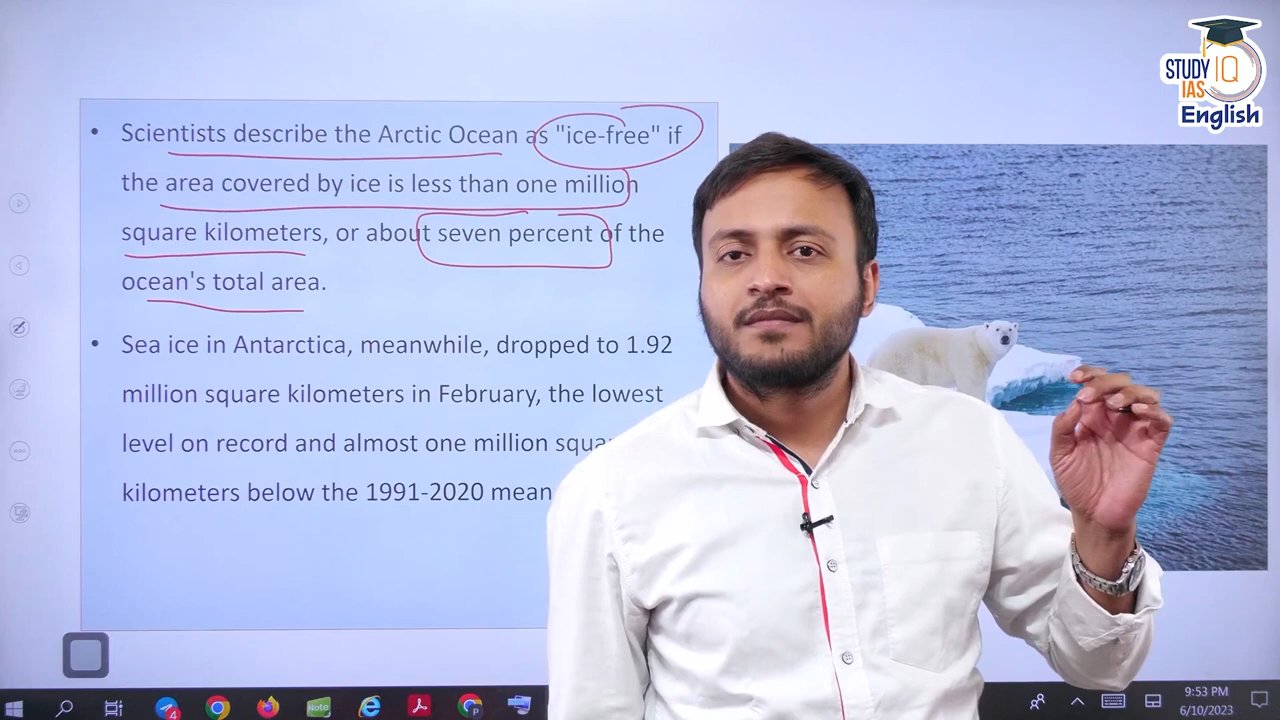 STUDY IQ
IAS
English
• Scientists describe the Arctic Ocean as "ice-free" if
the area covered by ice is less than one million
square kilometers, or about seven percent of the
ocean's total area.
• Sea ice in Antarctica, meanwhile, dropped to 1.92
million square kilometers in February, the lowest
level on record and almost one million
kilometers below the 1991-2020 mean
4
Note
P
9:53 PM
6/10/2023